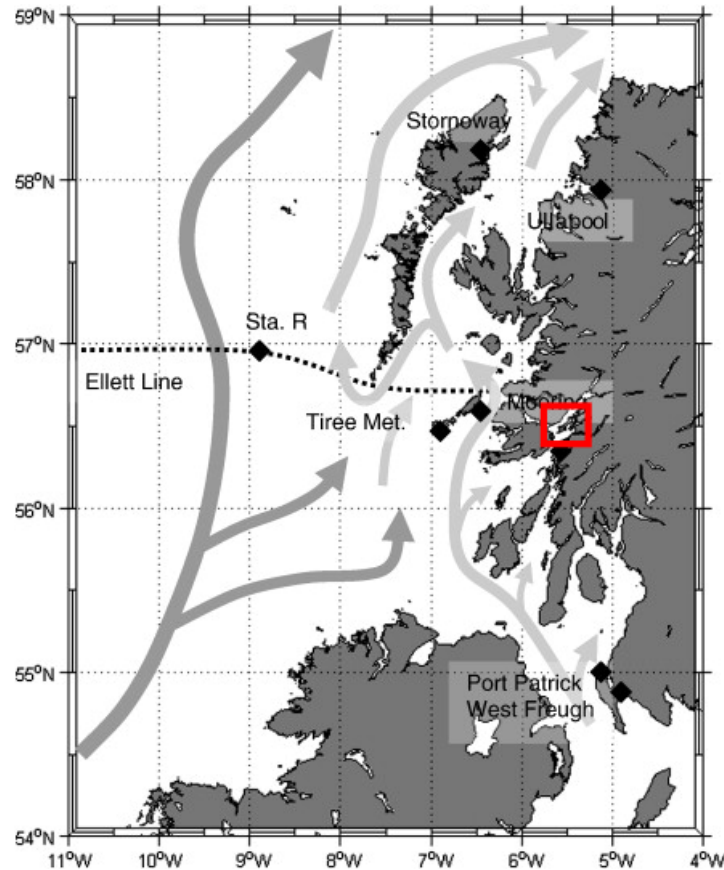 59°N
Stornoway
58°N
Ullapool
57°N
Sta. R
Ellett Line
Tiree Met.
56°N
55°N
Port Patrick
West Freugh
54°N
11°W 10°W 9°W 8°W 7°W 6°W 5°W 4°W